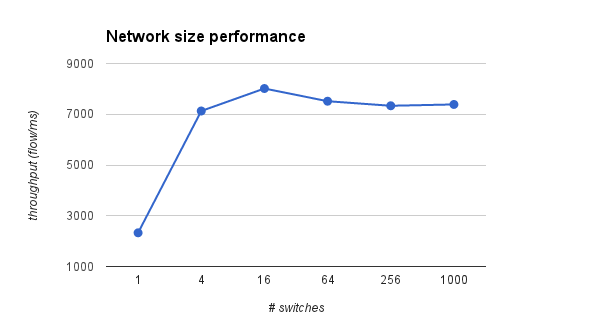 Network size performance
9000
7000
5000
3000
1000
throughput (flow/ms)
1 4 16 64 256 1000
# switches